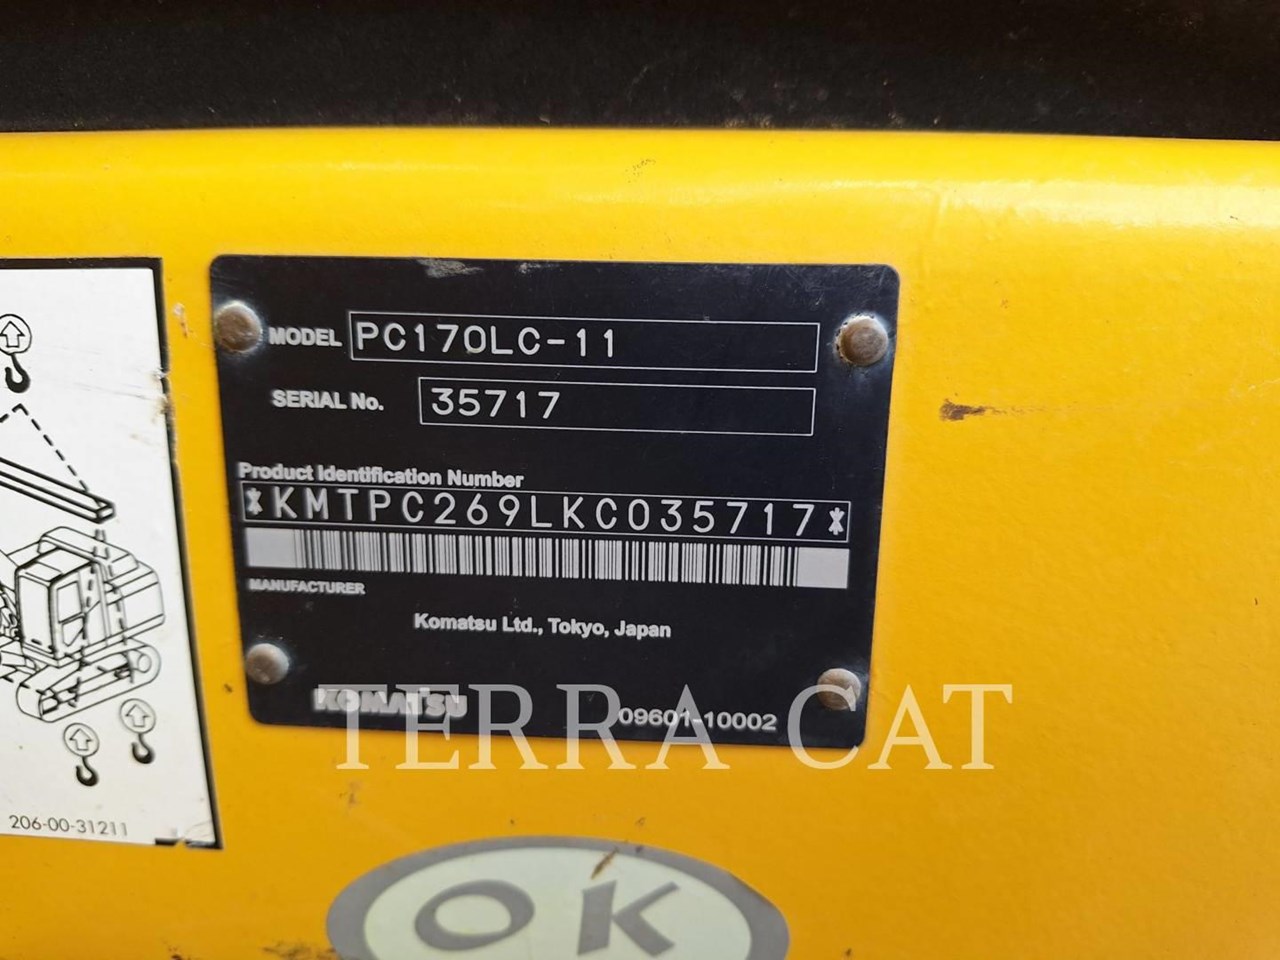 MODEL PC170LC-11
SERIAL No. 35717
Product Identification Number
*KMTPC269LKC035717*
MANUFACTURER
Komatsu Ltd., Tokyo, Japan
KOMATSU
09601-10002
TERRA CAT
206-00-31211
OK